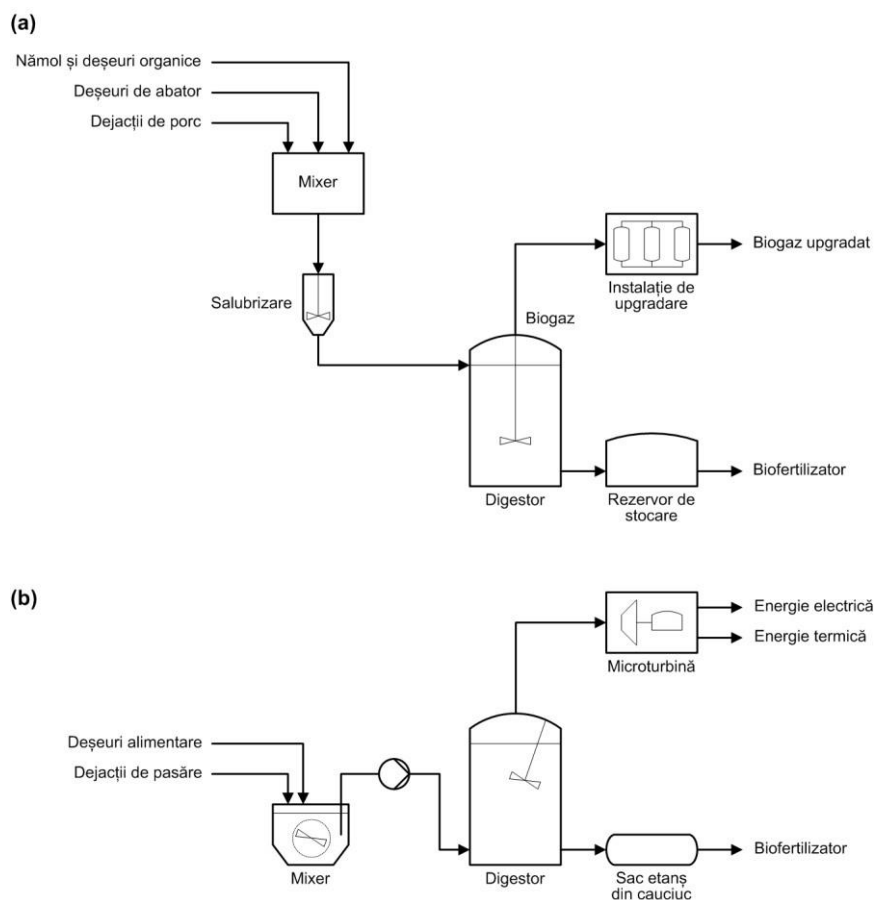 (a)
Nămol și deșeuri organice
Deșeuri de abator
Dejacții de porc
Mixer
Salubrizare
Biogaz
Instalație de
upgradare
Biogaz upgradat
Digestor
Rezervor de
stocare
Biofertilizator
(b)
Energie electrică
Energie termică
Microturbină
Deșeuri alimentare
Dejacții de pasăre
Mixer
Digestor
Sac etanș
din cauciuc
Biofertilizator